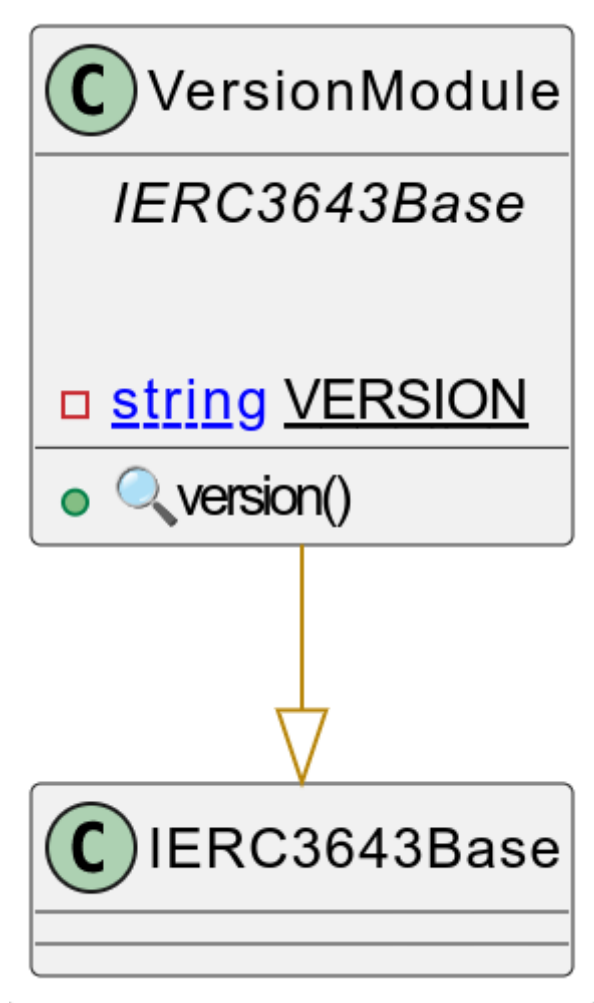 C VersionModule
IERC3643Base
string VERSION
version()
C IERC3643Base